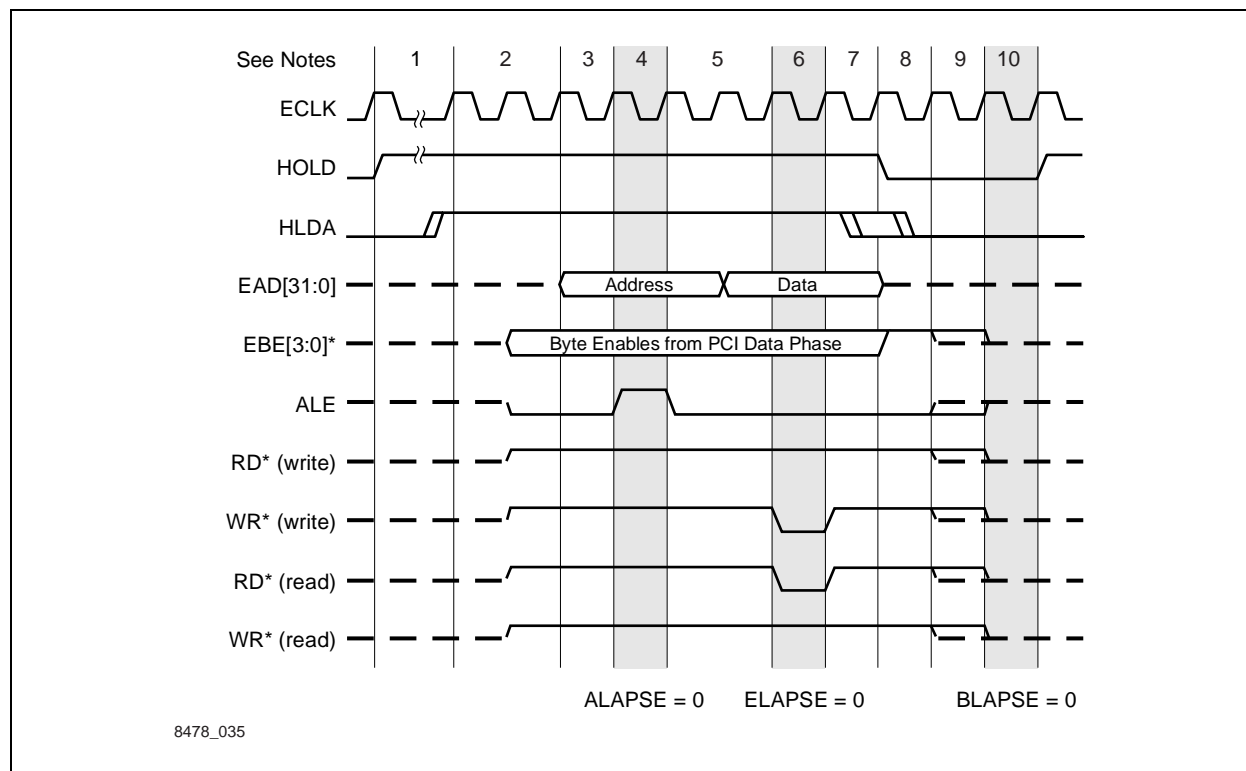 See Notes 1 2 3 4 5 6 7 8 9 10
ECLK
HOLD
HLDA
EAD[31:0] Address Data
EBE[3:0]* Byte Enables from PCI Data Phase
ALE
RD* (write)
WR* (write)
RD* (read)
WR* (read)
ALAPSE = 0 ELAPSE = 0 BLAPSE = 0
8478_035